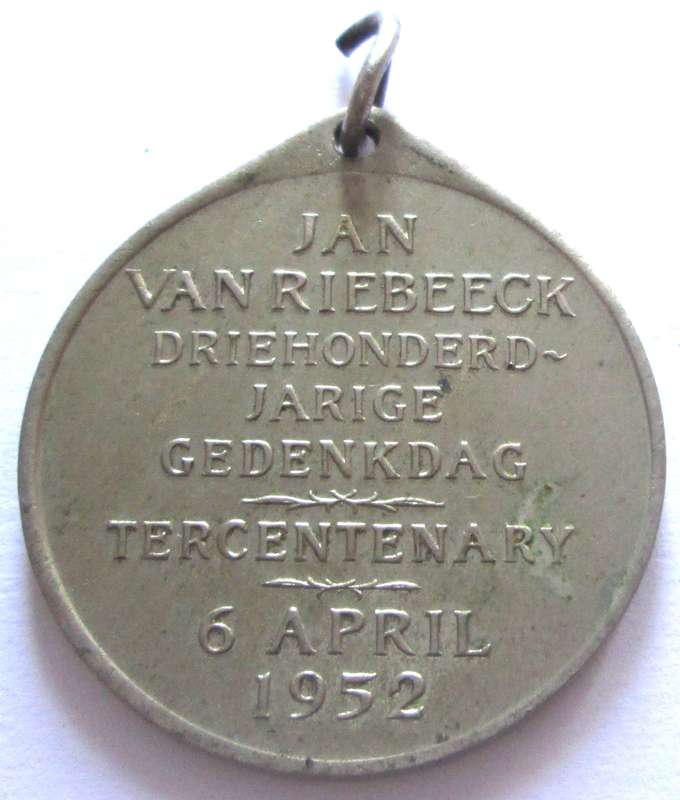 JAN
VAN RIEBEECK
DRIEHONDERD~
JARIGE
GEDENKDAG
TERCENTENARY
6 APRIL
1952